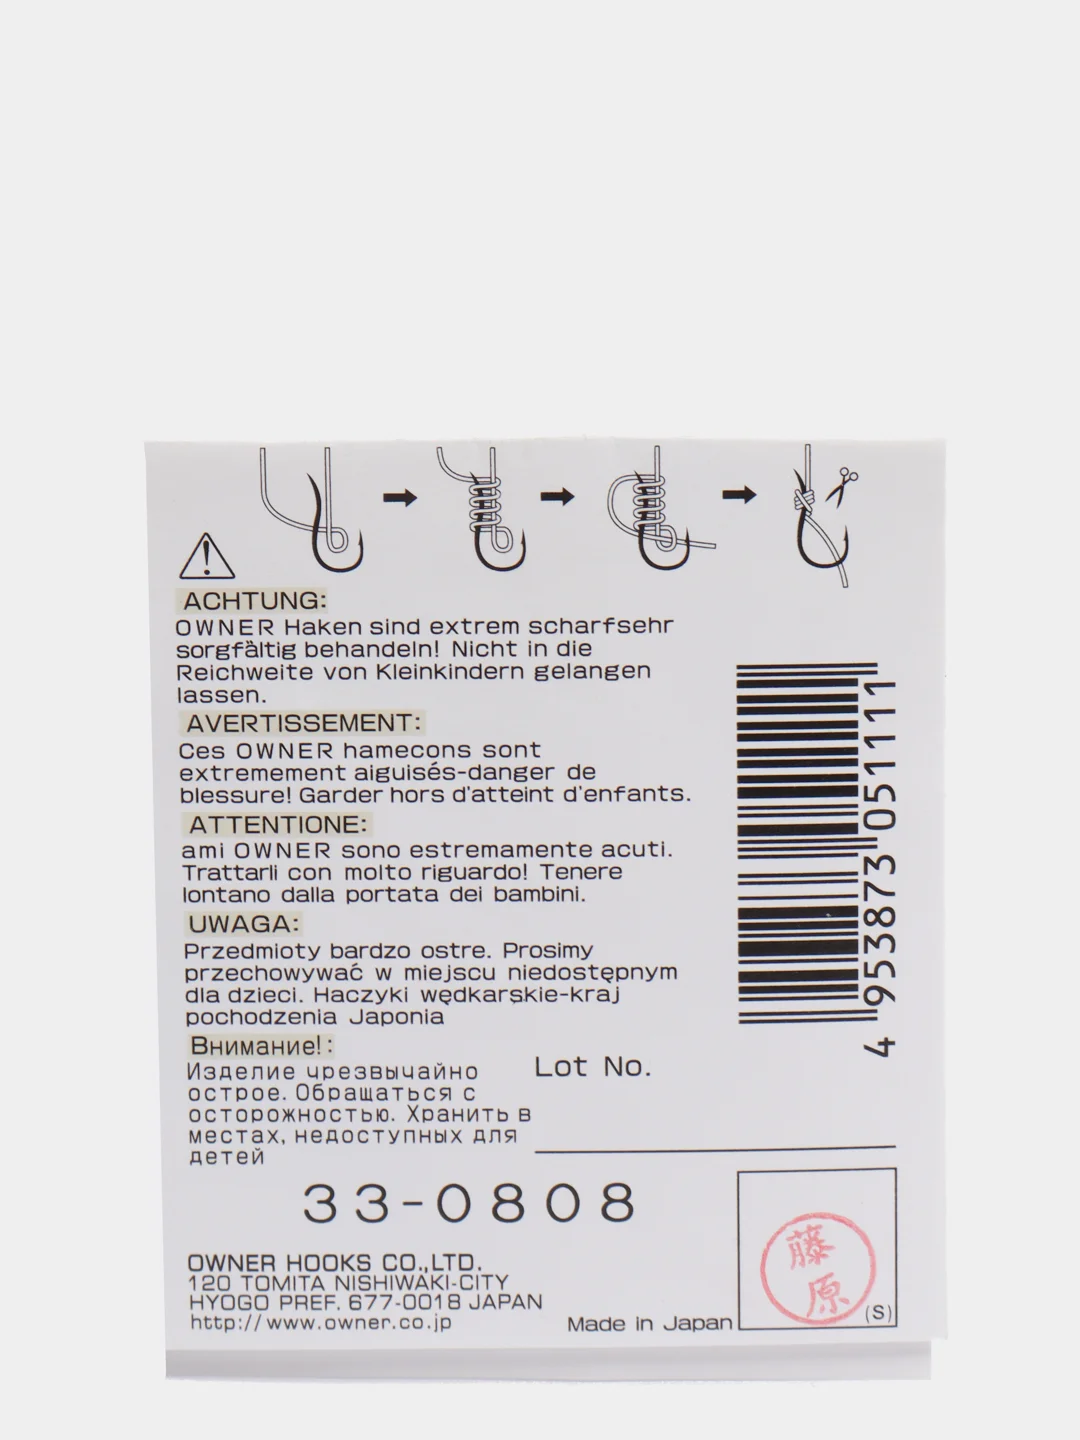 ACHTUNG:
OWNER Haken sind extrem scharfsehr
sorgfältig behandeln! Nicht in die
Reichweite von Kleinkindern gelangen
lassen.
AVERTISSEMENT:
Ces OWNER hamecons sont
extremement aiguisés-danger de
blessure! Garder hors d'atteint d'enfants.
ATTENTIONE:
ami OWNER sono estremamente acuti.
Trattarli con molto riguardo! Tenere
lontano dalla portata dei bambini.
UWAGA:
Przedmioty bardzo ostre. Prosimy
przechowywać w miejscu niedostępnym
dla dzieci. Haczyki wędkarskie-kraj
pochodzenia Japonia
Внимание!:
Изделие чрезвычайно
острое. Обращаться с
осторожностью. Хранить в
местах, недоступных для
детей
4 953873 051111
Lot No.
33-0808
OWNER HOOKS CO.,LTD.
120 TOMITA NISHIWAKI-CITY
HYOGO PREF. 677-0018 JAPAN
http://www.owner.co.jp
Made in Japan
藤原
(S)